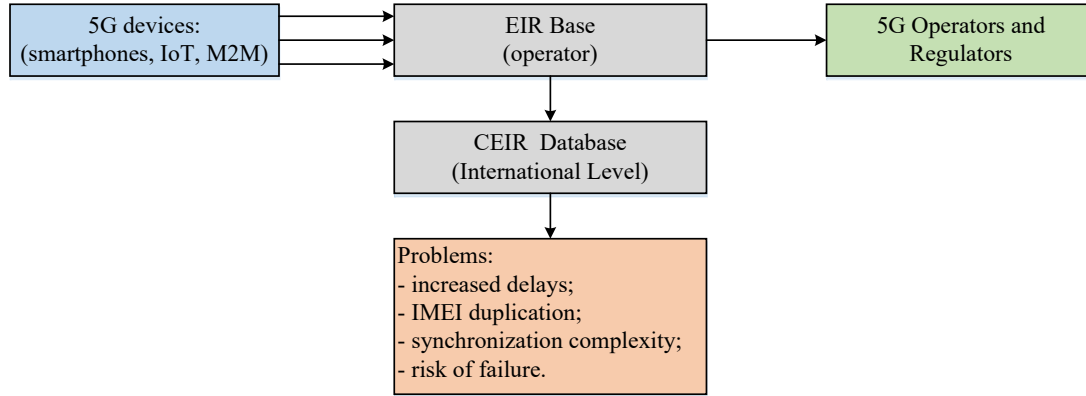 5G devices:
(smartphones, IoT, M2M)
EIR Base
(operator)
5G Operators and
Regulators
CEIR Database
(International Level)
Problems:
- increased delays;
- IMEI duplication;
- synchronization complexity;
- risk of failure.